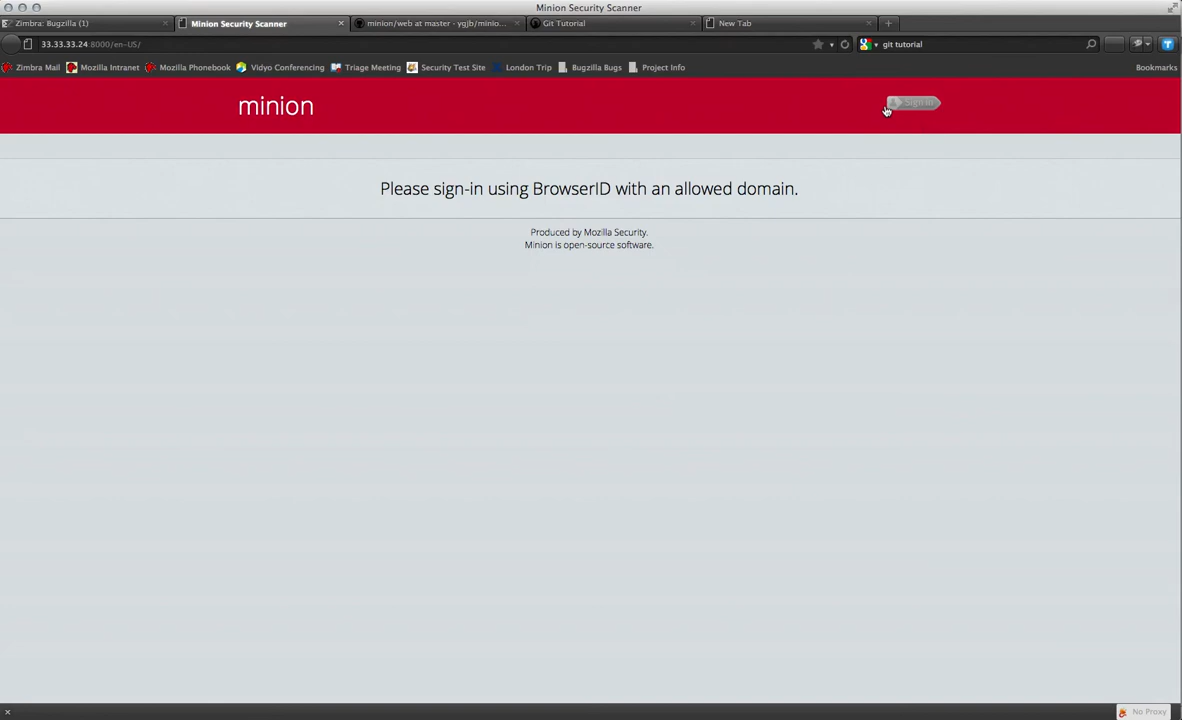 Minion Security Scanner
Zimbra: Bugzilla (1)
Minion Security Scanner
minion/web at master - ygjb/minio...
Git Tutorial
New Tab
33.33.33.24:8000/en-US/
git tutorial
Zimbra Mail
Mozilla Intranet
Mozilla Phonebook
Vidyo Conferencing
Triage Meeting
Security Test Site
London Trip
Bugzilla Bugs
Project Info
Bookmarks
minion
Sign in
Please sign-in using BrowserID with an allowed domain.
Produced by Mozilla Security.
Minion is open-source software.
No Proxy